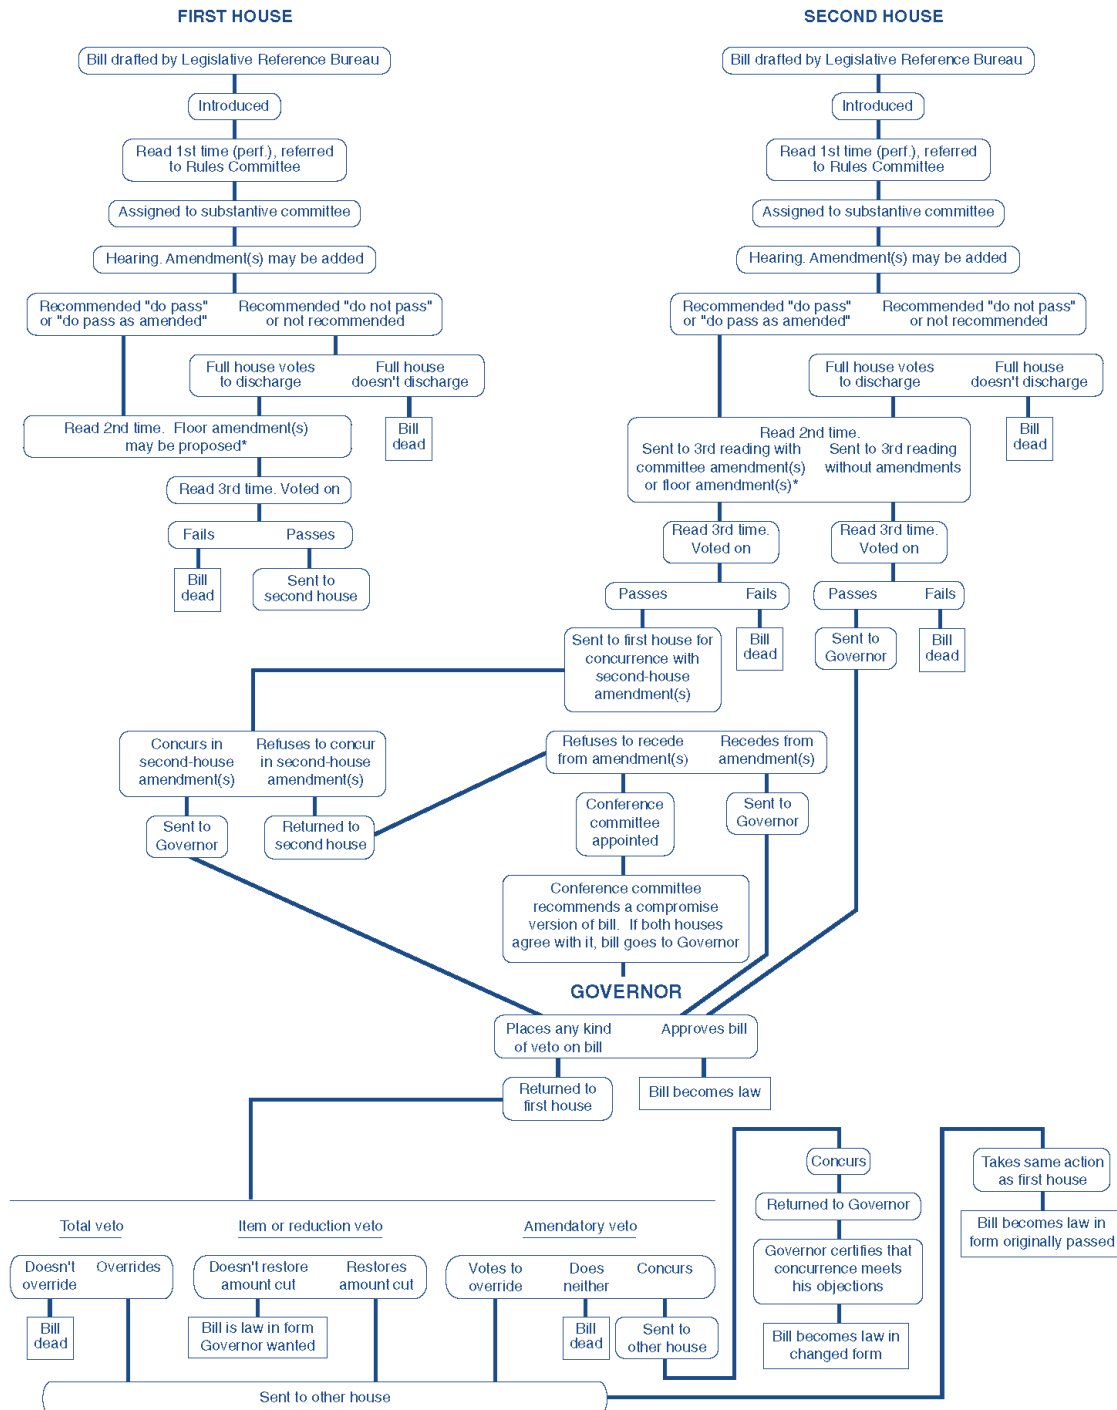 FIRST HOUSE
Bill drafted by Legislative Reference Bureau
Introduced
Read 1st time (perf.), referred
to Rules Committee
Assigned to substantive committee
Hearing. Amendment(s) may be added
Recommended "do pass"
or "do pass as amended"
Recommended "do not pass"
or not recommended
Full house votes
to discharge
Full house
doesn't discharge
Read 2nd time. Floor amendment(s)
may be proposed*
Bill
dead
Read 3rd time. Voted on
Fails
Passes
Bill
dead
Sent to
second house
SECOND HOUSE
Bill drafted by Legislative Reference Bureau
Introduced
Read 1st time (perf.), referred
to Rules Committee
Assigned to substantive committee
Hearing. Amendment(s) may be added
Recommended "do pass"
or "do pass as amended"
Recommended "do not pass"
or not recommended
Full house votes
to discharge
Full house
doesn't discharge
Bill
dead
Read 2nd time.
Sent to 3rd reading with
committee amendment(s)
or floor amendment(s)*
Sent to 3rd reading
without amendments
Read 3rd time.
Voted on
Read 3rd time.
Voted on
Passes
Fails
Passes
Fails
Sent to first house for
concurrence with
second-house
amendment(s)
Bill
dead
Sent to
Governor
Bill
dead
Concurs in
second-house
amendment(s)
Refuses to concur
in second-house
amendment(s)
Refuses to recede
from amendment(s)
Recedes from
amendment(s)
Sent to
Governor
Returned to
second house
Conference
committee
appointed
Sent to
Governor
Conference committee
recommends a compromise
version of bill. If both houses
agree with it, bill goes to Governor
GOVERNOR
Places any kind
of veto on bill
Approves bill
Returned to
first house
Bill becomes law
Total veto
Item or reduction veto
Amendatory veto
Doesn't
override
Overrides
Doesn't restore
amount cut
Restores
amount cut
Votes to
override
Does
neither
Concurs
Bill
dead
Bill is law in form
Governor wanted
Bill
dead
Sent to
other house
Sent to other house
Concurs
Returned to Governor
Governor certifies that
concurrence meets
his objections
Bill becomes law in
changed form
Takes same action
as first house
Bill becomes law in
form originally passed